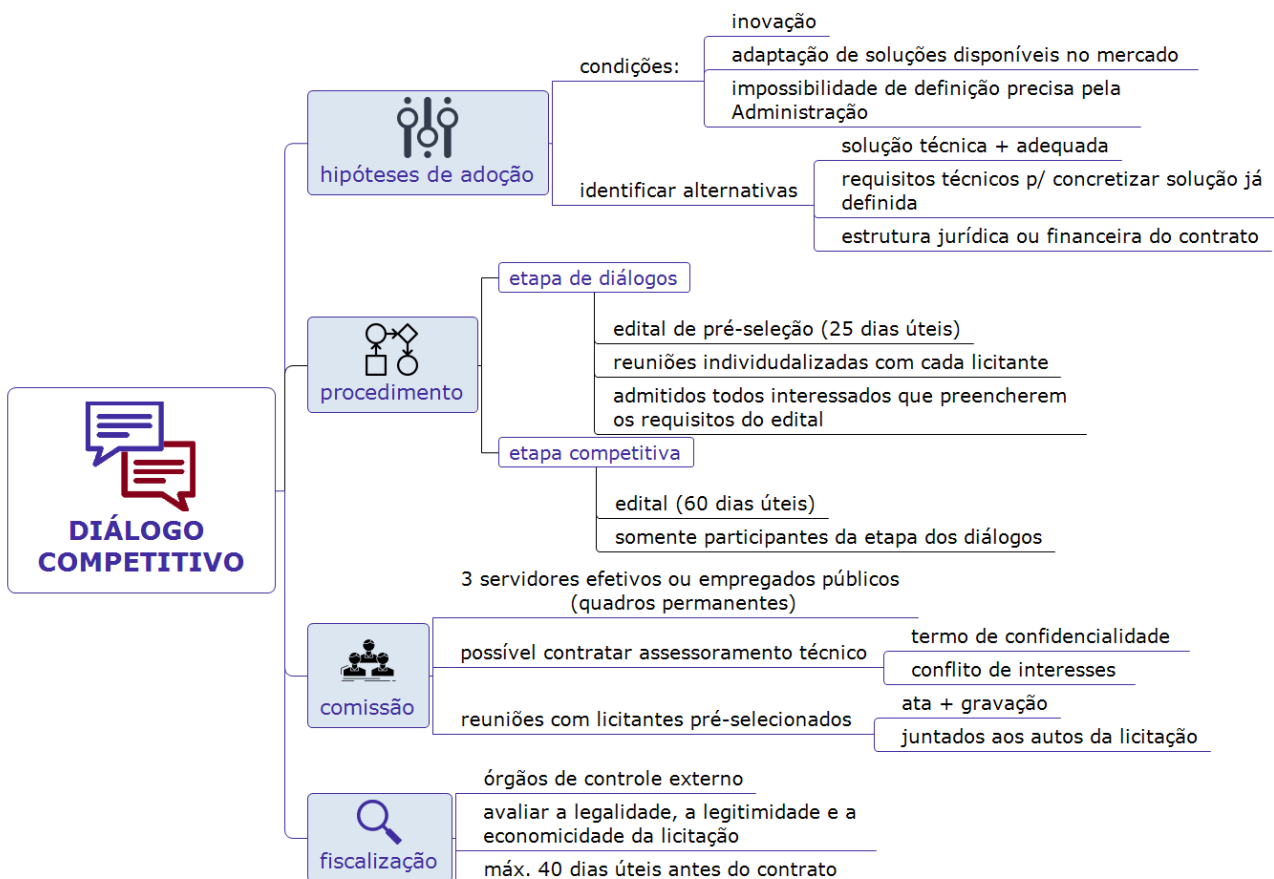 DIÁLOGO
COMPETITIVO
hipóteses de adoção
condições:
inovação
adaptação de soluções disponíveis no mercado
impossibilidade de definição precisa pela
Administração
identificar alternativas
solução técnica + adequada
requisitos técnicos p/ concretizar solução já
definida
estrutura jurídica ou financeira do contrato
procedimento
etapa de diálogos
edital de pré-seleção (25 dias úteis)
reuniões individudalizadas com cada licitante
admitidos todos interessados que preencherem
os requisitos do edital
etapa competitiva
edital (60 dias úteis)
somente participantes da etapa dos diálogos
comissão
3 servidores efetivos ou empregados públicos
(quadros permanentes)
possível contratar assessoramento técnico
termo de confidencialidade
conflito de interesses
reuniões com licitantes pré-selecionados
ata + gravação
juntados aos autos da licitação
fiscalização
órgãos de controle externo
avaliar a legalidade, a legitimidade e a
economicidade da licitação
máx. 40 dias úteis antes do contrato